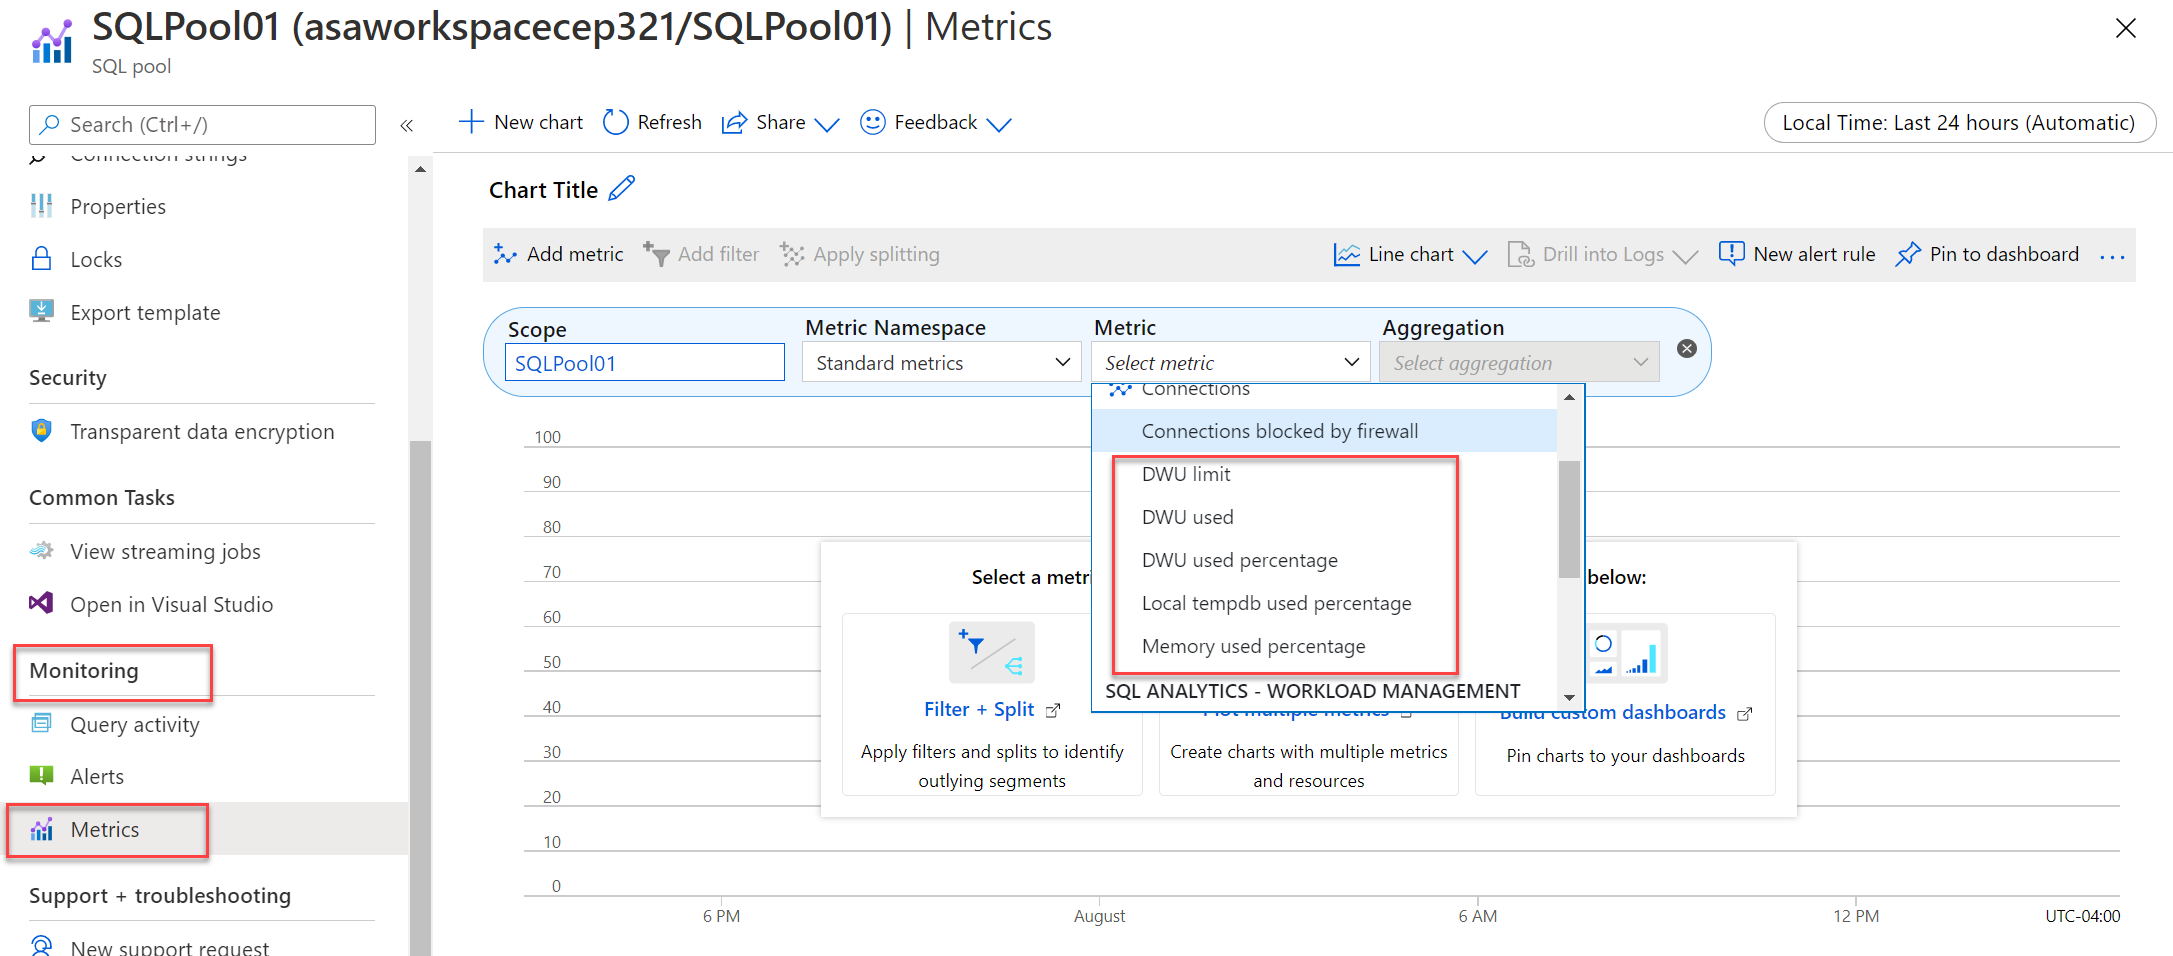 SQLPool01 (asaworkspacecep321/SQLPool01) | Metrics
SQL pool
Search (Ctrl+/)
«
New chart
Refresh
Share
Feedback
Local Time: Last 24 hours (Automatic)
Connection strings
Properties
Locks
Export template
Security
Transparent data encryption
Common Tasks
View streaming jobs
Open in Visual Studio
Monitoring
Query activity
Alerts
Metrics
Support + troubleshooting
New support request
Chart Title
Add metric
Add filter
Apply splitting
Line chart
Drill into Logs
New alert rule
Pin to dashboard
...
Scope
SQLPool01
Metric Namespace
Standard metrics
Metric
Select metric
Aggregation
Select aggregation
Connections
Connections blocked by firewall
DWU limit
DWU used
DWU used percentage
Local tempdb used percentage
Memory used percentage
SQL ANALYTICS - WORKLOAD MANAGEMENT
100
90
80
70
60
50
40
30
20
10
0
Select a metri
below:
Filter + Split
Apply filters and splits to identify
outlying segments
Plot multiple metrics
Create charts with multiple metrics
and resources
Build custom dashboards
Pin charts to your dashboards
6 PM
August
6 AM
12 PM
UTC-04:00